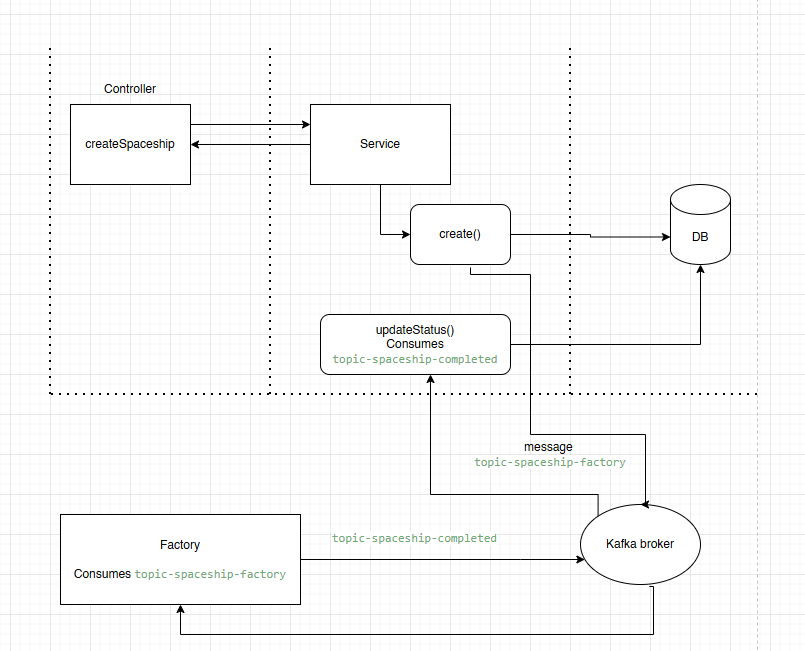 Controller
createSpaceship
Service
create()
DB
updateStatus()
Consumes
topic-spaceship-completed
message
topic-spaceship-factory
Factory
Consumes topic-spaceship-factory
topic-spaceship-completed
Kafka broker